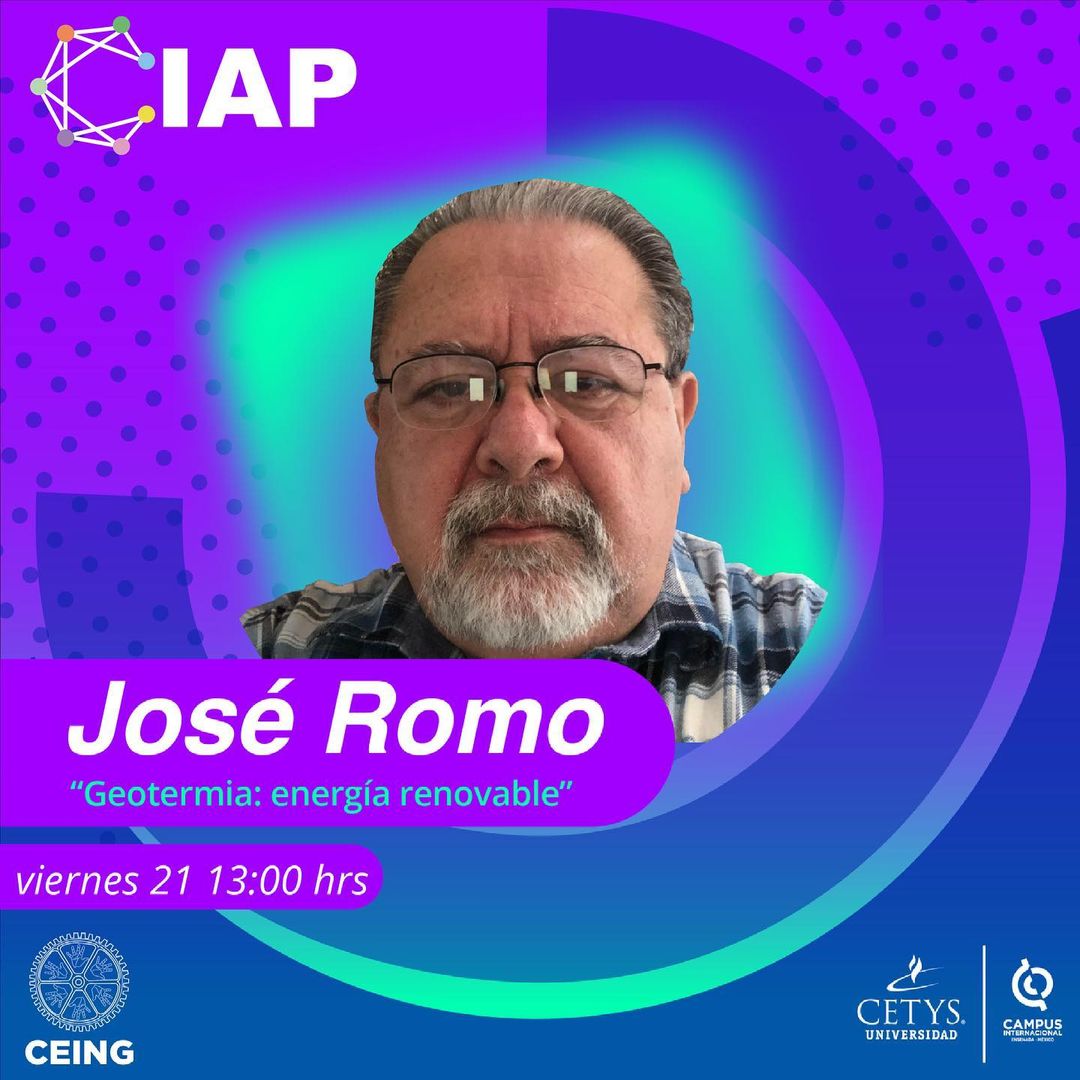 CIAP
José Romo
“Geotermia: energía renovable”
viernes 21 13:00 hrs
CEING
CETYS®
UNIVERSIDAD
CAMPUS
INTERNACIONAL
ENSENADA - MÉXICO